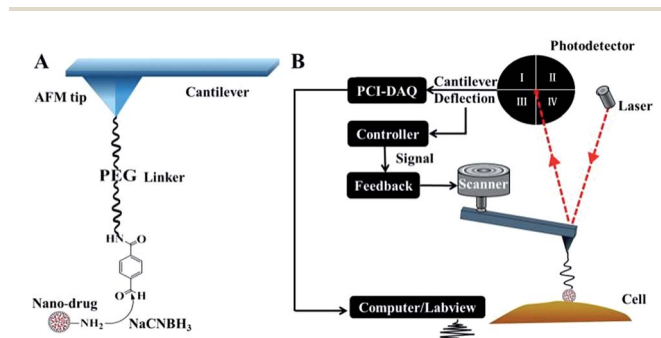 A
AFM tip
Cantilever
PEG Linker
HN
O
O H
Nano-drug
NH₂
NaCNBH₃
B
Photodetector
I II
III IV
Laser
PCI-DAQ
Cantilever
Deflection
Controller
Signal
Feedback
Scanner
Cell
Computer/Labview